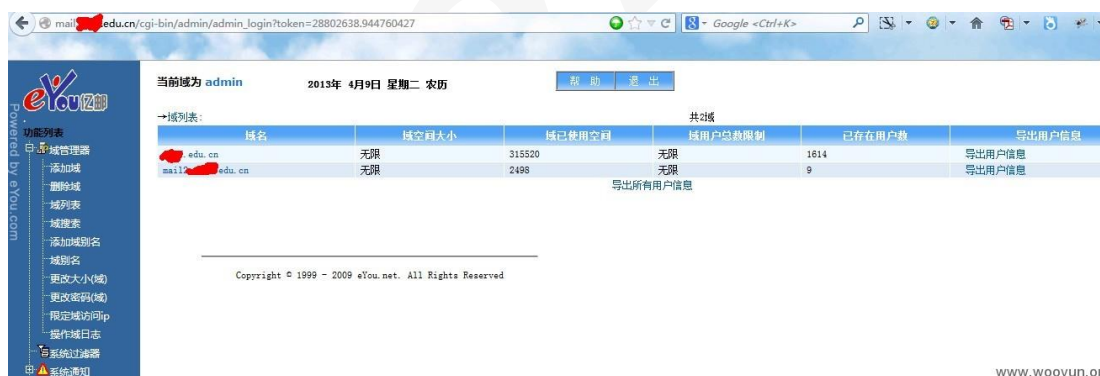 mail edu.cn/cgi-bin/admin/admin_login?token=28802638.944760427
Google <Ctrl+K>
eYou亿邮
Powered by eYou.com
当前域为 admin 2013年 4月9日 星期二 农历 帮 助 退 出
功能列表
域管理器
添加域
删除域
域列表
域搜索
添加域别名
域别名
更改大小(域)
更改密码(域)
限定域访问ip
操作域日志
系统过滤器
系统通知
→域列表: 共2域
域名 域空间大小 域已使用空间 域用户总数限制 已存在用户数 导出用户信息
.edu.cn 无限 315520 无限 1614 导出用户信息
mail2 edu.cn 无限 2498 无限 9 导出用户信息
导出所有用户信息
Copyright © 1999 - 2009 eYou.net. All Rights Reserved
www.wooyun.or